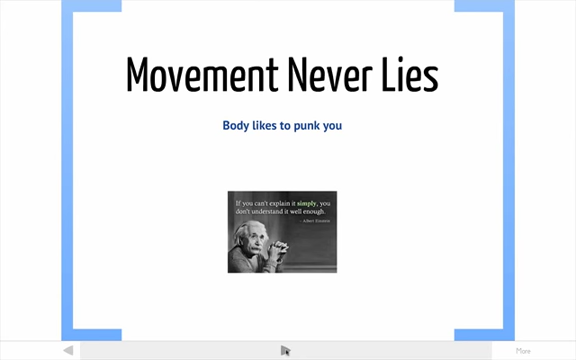 Movement Never Lies
Body likes to punk you
If you can't explain it simply, you
don't understand it well enough.
– Albert Einstein
More